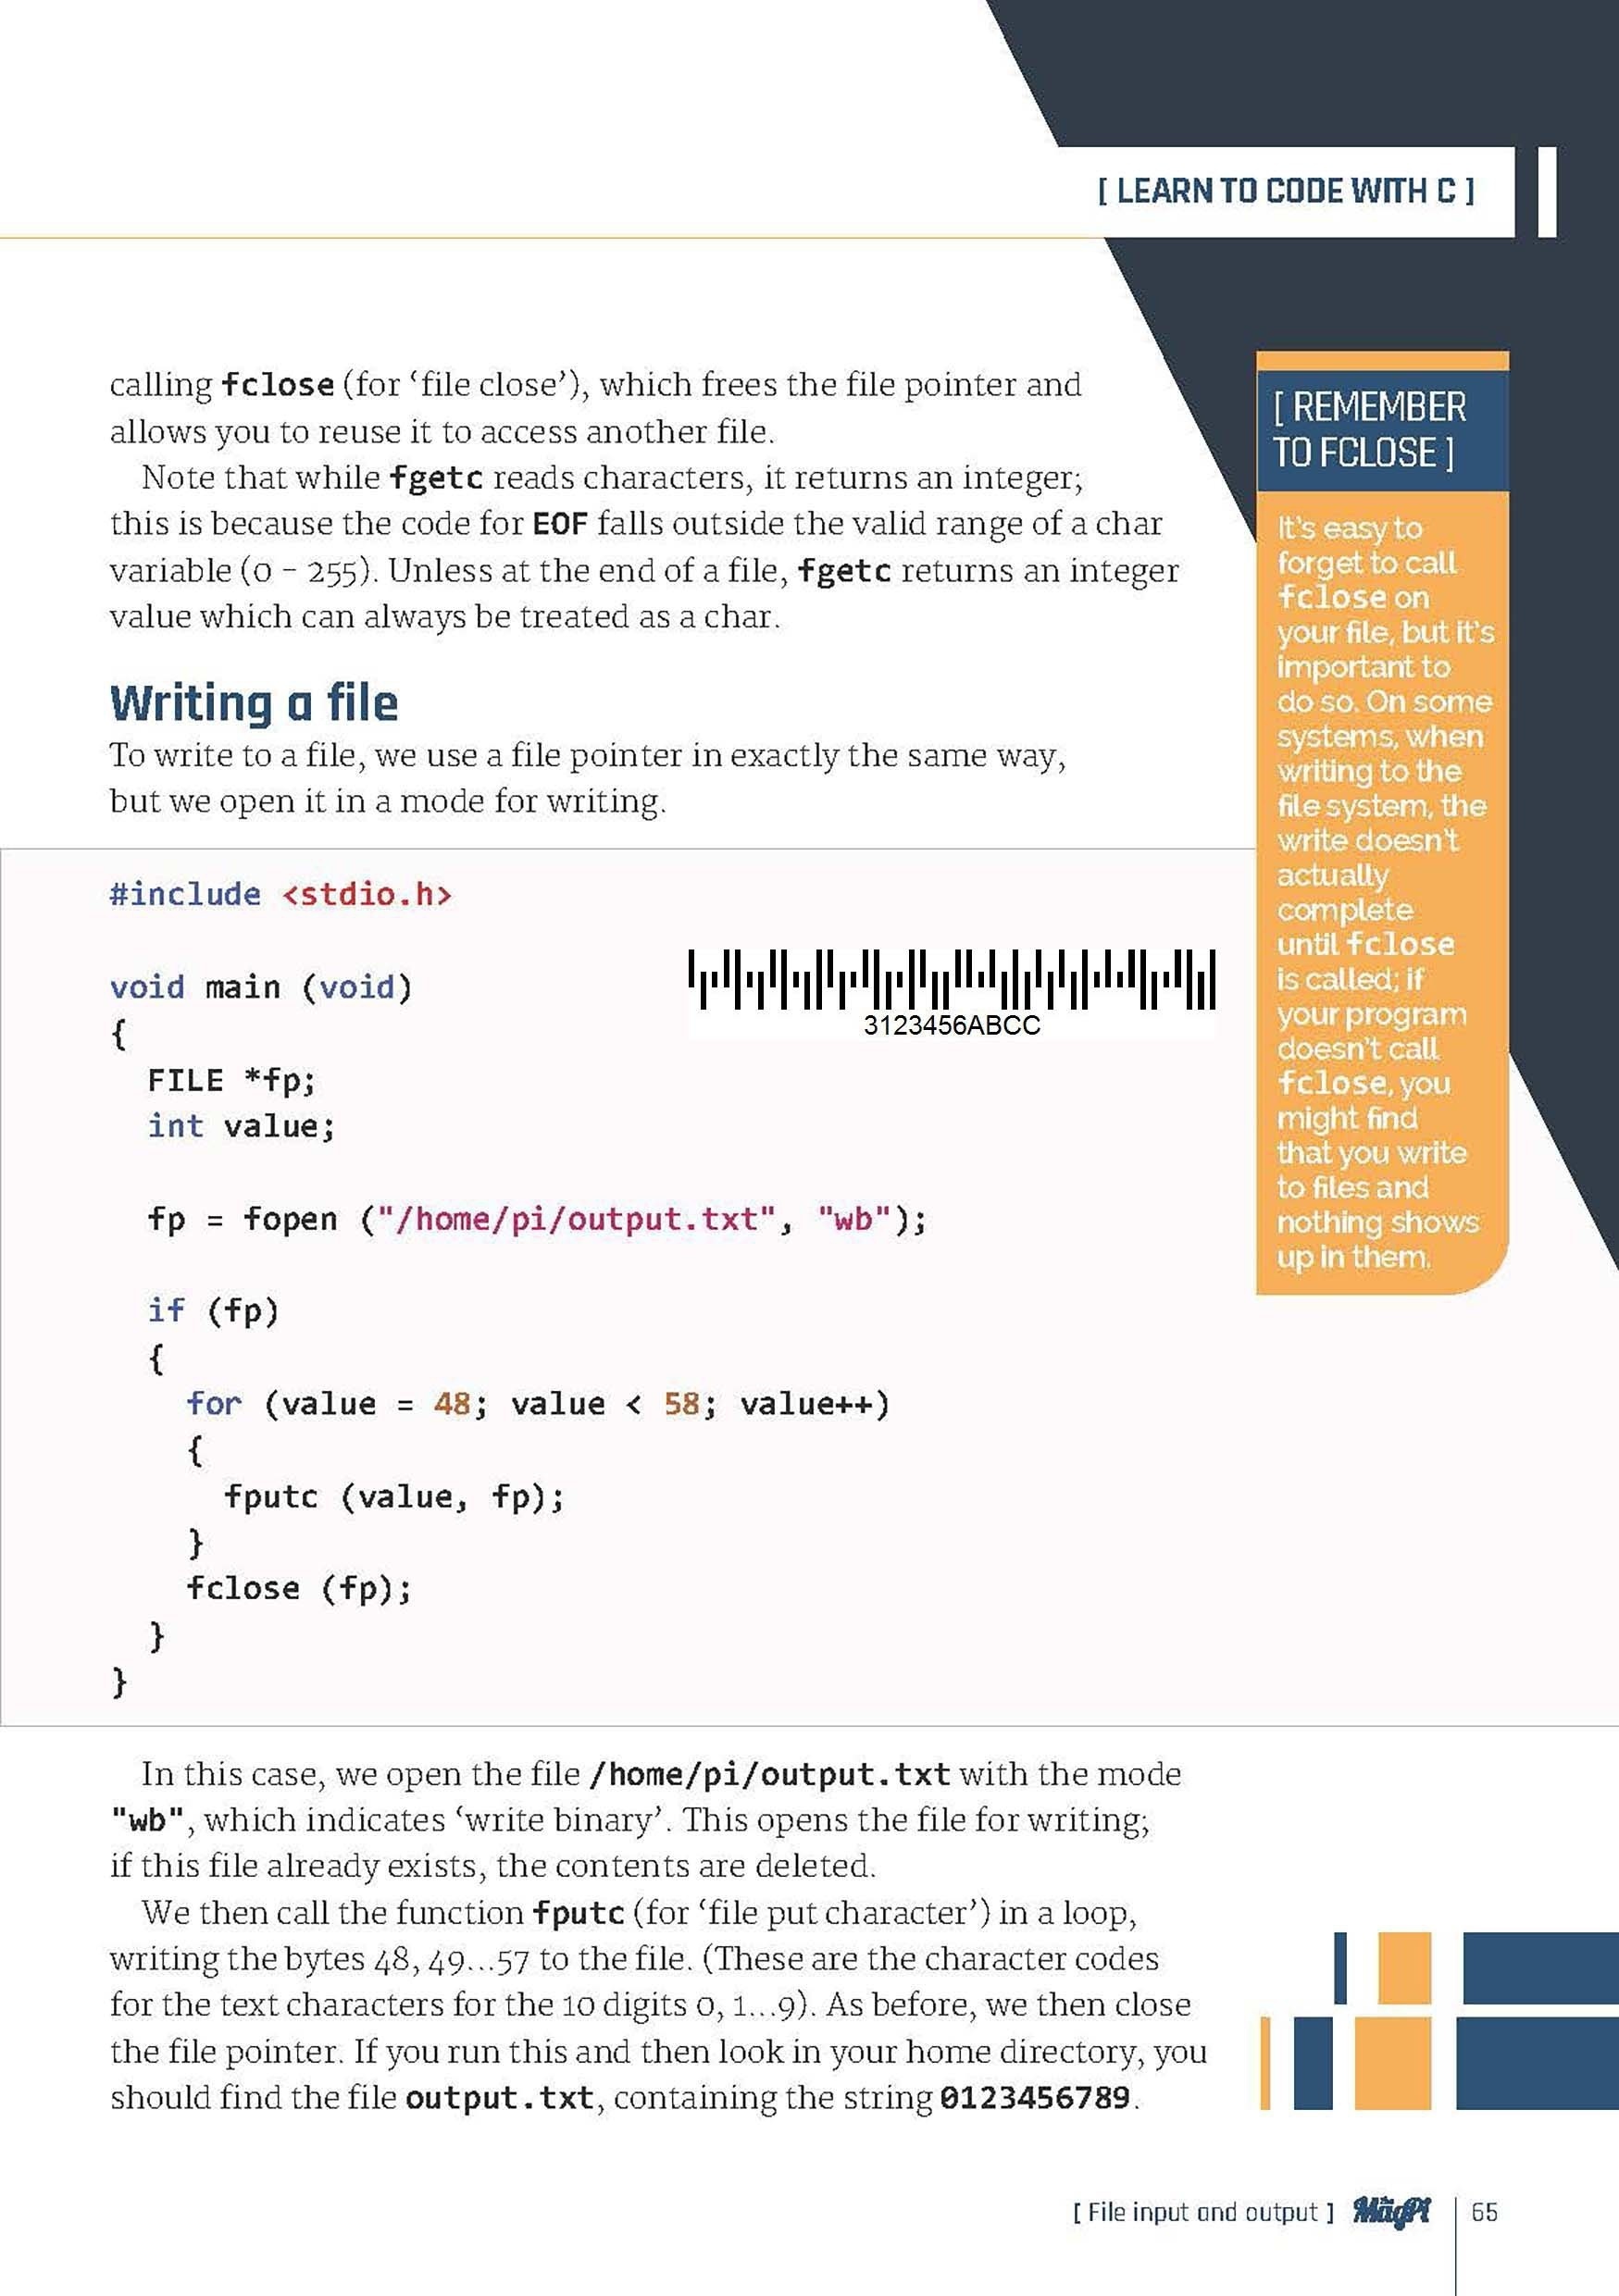 [ LEARN TO CODE WITH C ]
calling fclose (for ‘file close’), which frees the file pointer and
allows you to reuse it to access another file.
Note that while fgetc reads characters, it returns an integer;
this is because the code for EOF falls outside the valid range of a char
variable (0 – 255). Unless at the end of a file, fgetc returns an integer
value which can always be treated as a char.
Writing a file
To write to a file, we use a file pointer in exactly the same way,
but we open it in a mode for writing.
#include <stdio.h>
void main (void)
{
  FILE *fp;
  int value;
  fp = fopen ("/home/pi/output.txt", "wb");
  if (fp)
  {
    for (value = 48; value < 58; value++)
    {
      fputc (value, fp);
    }
    fclose (fp);
  }
}
3123456ABCC
[ REMEMBER
TO FCLOSE ]
It’s easy to
forget to call
fclose on
your file, but it’s
important to
do so. On some
systems, when
writing to the
file system, the
write doesn’t
actually
complete
until fclose
is called; if
your program
doesn’t call
fclose, you
might find
that you write
to files and
nothing shows
up in them.
In this case, we open the file /home/pi/output.txt with the mode
"wb", which indicates ‘write binary’. This opens the file for writing;
if this file already exists, the contents are deleted.
We then call the function fputc (for ‘file put character’) in a loop,
writing the bytes 48, 49...57 to the file. (These are the character codes
for the text characters for the 10 digits 0, 1...9). As before, we then close
the file pointer. If you run this and then look in your home directory, you
should find the file output.txt, containing the string 0123456789.
[ File input and output ] The MagPi 65